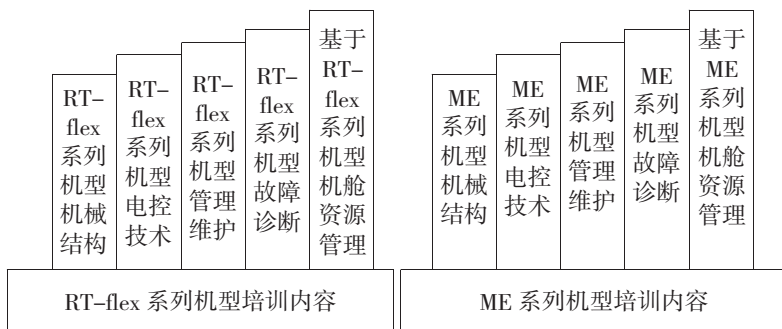 RT–
flex
系列
机型
机械
结构
RT–
flex
系列
机型
电控
技术
RT–
flex
系列
机型
管理
维护
RT–
flex
系列
机型
故障
诊断
基于
RT–
flex
系列
机型
机舱
资源
管理
RT–flex 系列机型培训内容
ME
系列
机型
机械
结构
ME
系列
机型
电控
技术
ME
系列
机型
管理
维护
ME
系列
机型
故障
诊断
基于
ME
系列
机型
机舱
资源
管理
ME 系列机型培训内容